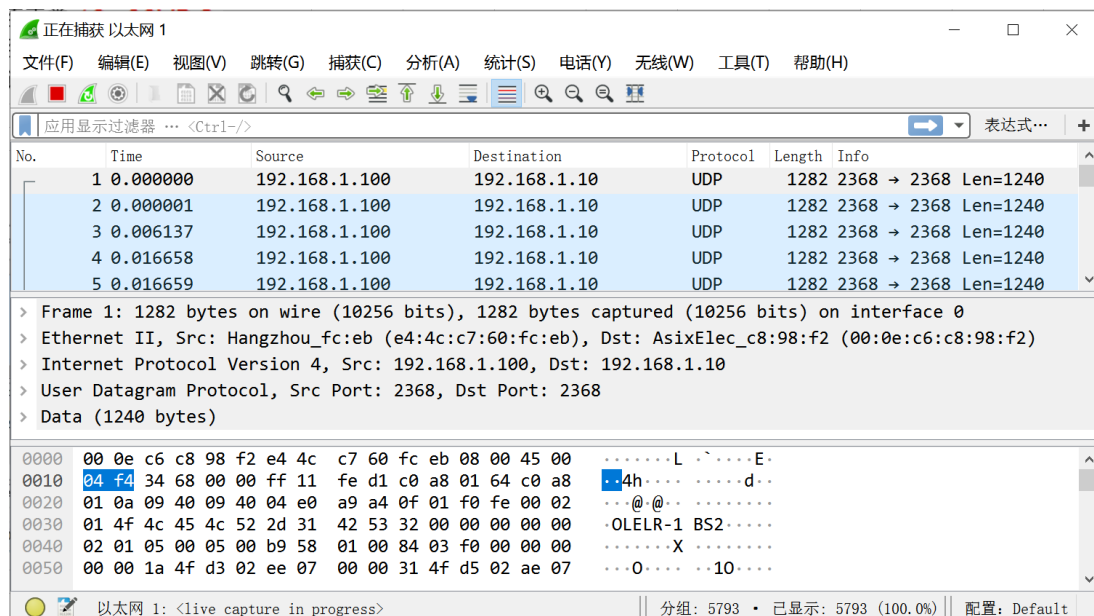 正在捕获 以太网 1
文件(F) 编辑(E) 视图(V) 跳转(G) 捕获(C) 分析(A) 统计(S) 电话(Y) 无线(W) 工具(T) 帮助(H)
应用显示过滤器 … <Ctrl-/> 表达式… +
No. Time Source Destination Protocol Length Info
1 0.000000 192.168.1.100 192.168.1.10 UDP 1282 2368 → 2368 Len=1240
2 0.000001 192.168.1.100 192.168.1.10 UDP 1282 2368 → 2368 Len=1240
3 0.006137 192.168.1.100 192.168.1.10 UDP 1282 2368 → 2368 Len=1240
4 0.016658 192.168.1.100 192.168.1.10 UDP 1282 2368 → 2368 Len=1240
5 0.016659 192.168.1.100 192.168.1.10 UDP 1282 2368 → 2368 Len=1240
Frame 1: 1282 bytes on wire (10256 bits), 1282 bytes captured (10256 bits) on interface 0
Ethernet II, Src: Hangzhou_fc:eb (e4:4c:c7:60:fc:eb), Dst: AsixElec_c8:98:f2 (00:0e:c6:c8:98:f2)
Internet Protocol Version 4, Src: 192.168.1.100, Dst: 192.168.1.10
User Datagram Protocol, Src Port: 2368, Dst Port: 2368
Data (1240 bytes)
0000 00 0e c6 c8 98 f2 e4 4c c7 60 fc eb 08 00 45 00 ·······L ·`····E·
0010 04 f4 34 68 00 00 ff 11 fe d1 c0 a8 01 64 c0 a8 ··4h···· ·····d··
0020 01 0a 09 40 09 40 04 e0 a9 a4 0f 01 f0 fe 00 02 ···@·@·· ········
0030 01 4f 4c 45 4c 52 2d 31 42 53 32 00 00 00 00 00 ·OLELR-1 BS2·····
0040 02 01 05 00 05 00 b9 58 01 00 84 03 f0 00 00 00 ·······X ········
0050 00 00 1a 4f d3 02 ee 07 00 00 31 4f d5 02 ae 07 ···O···· ··1O····
以太网 1: <live capture in progress> 分组: 5793 · 已显示: 5793 (100.0%) 配置: Default